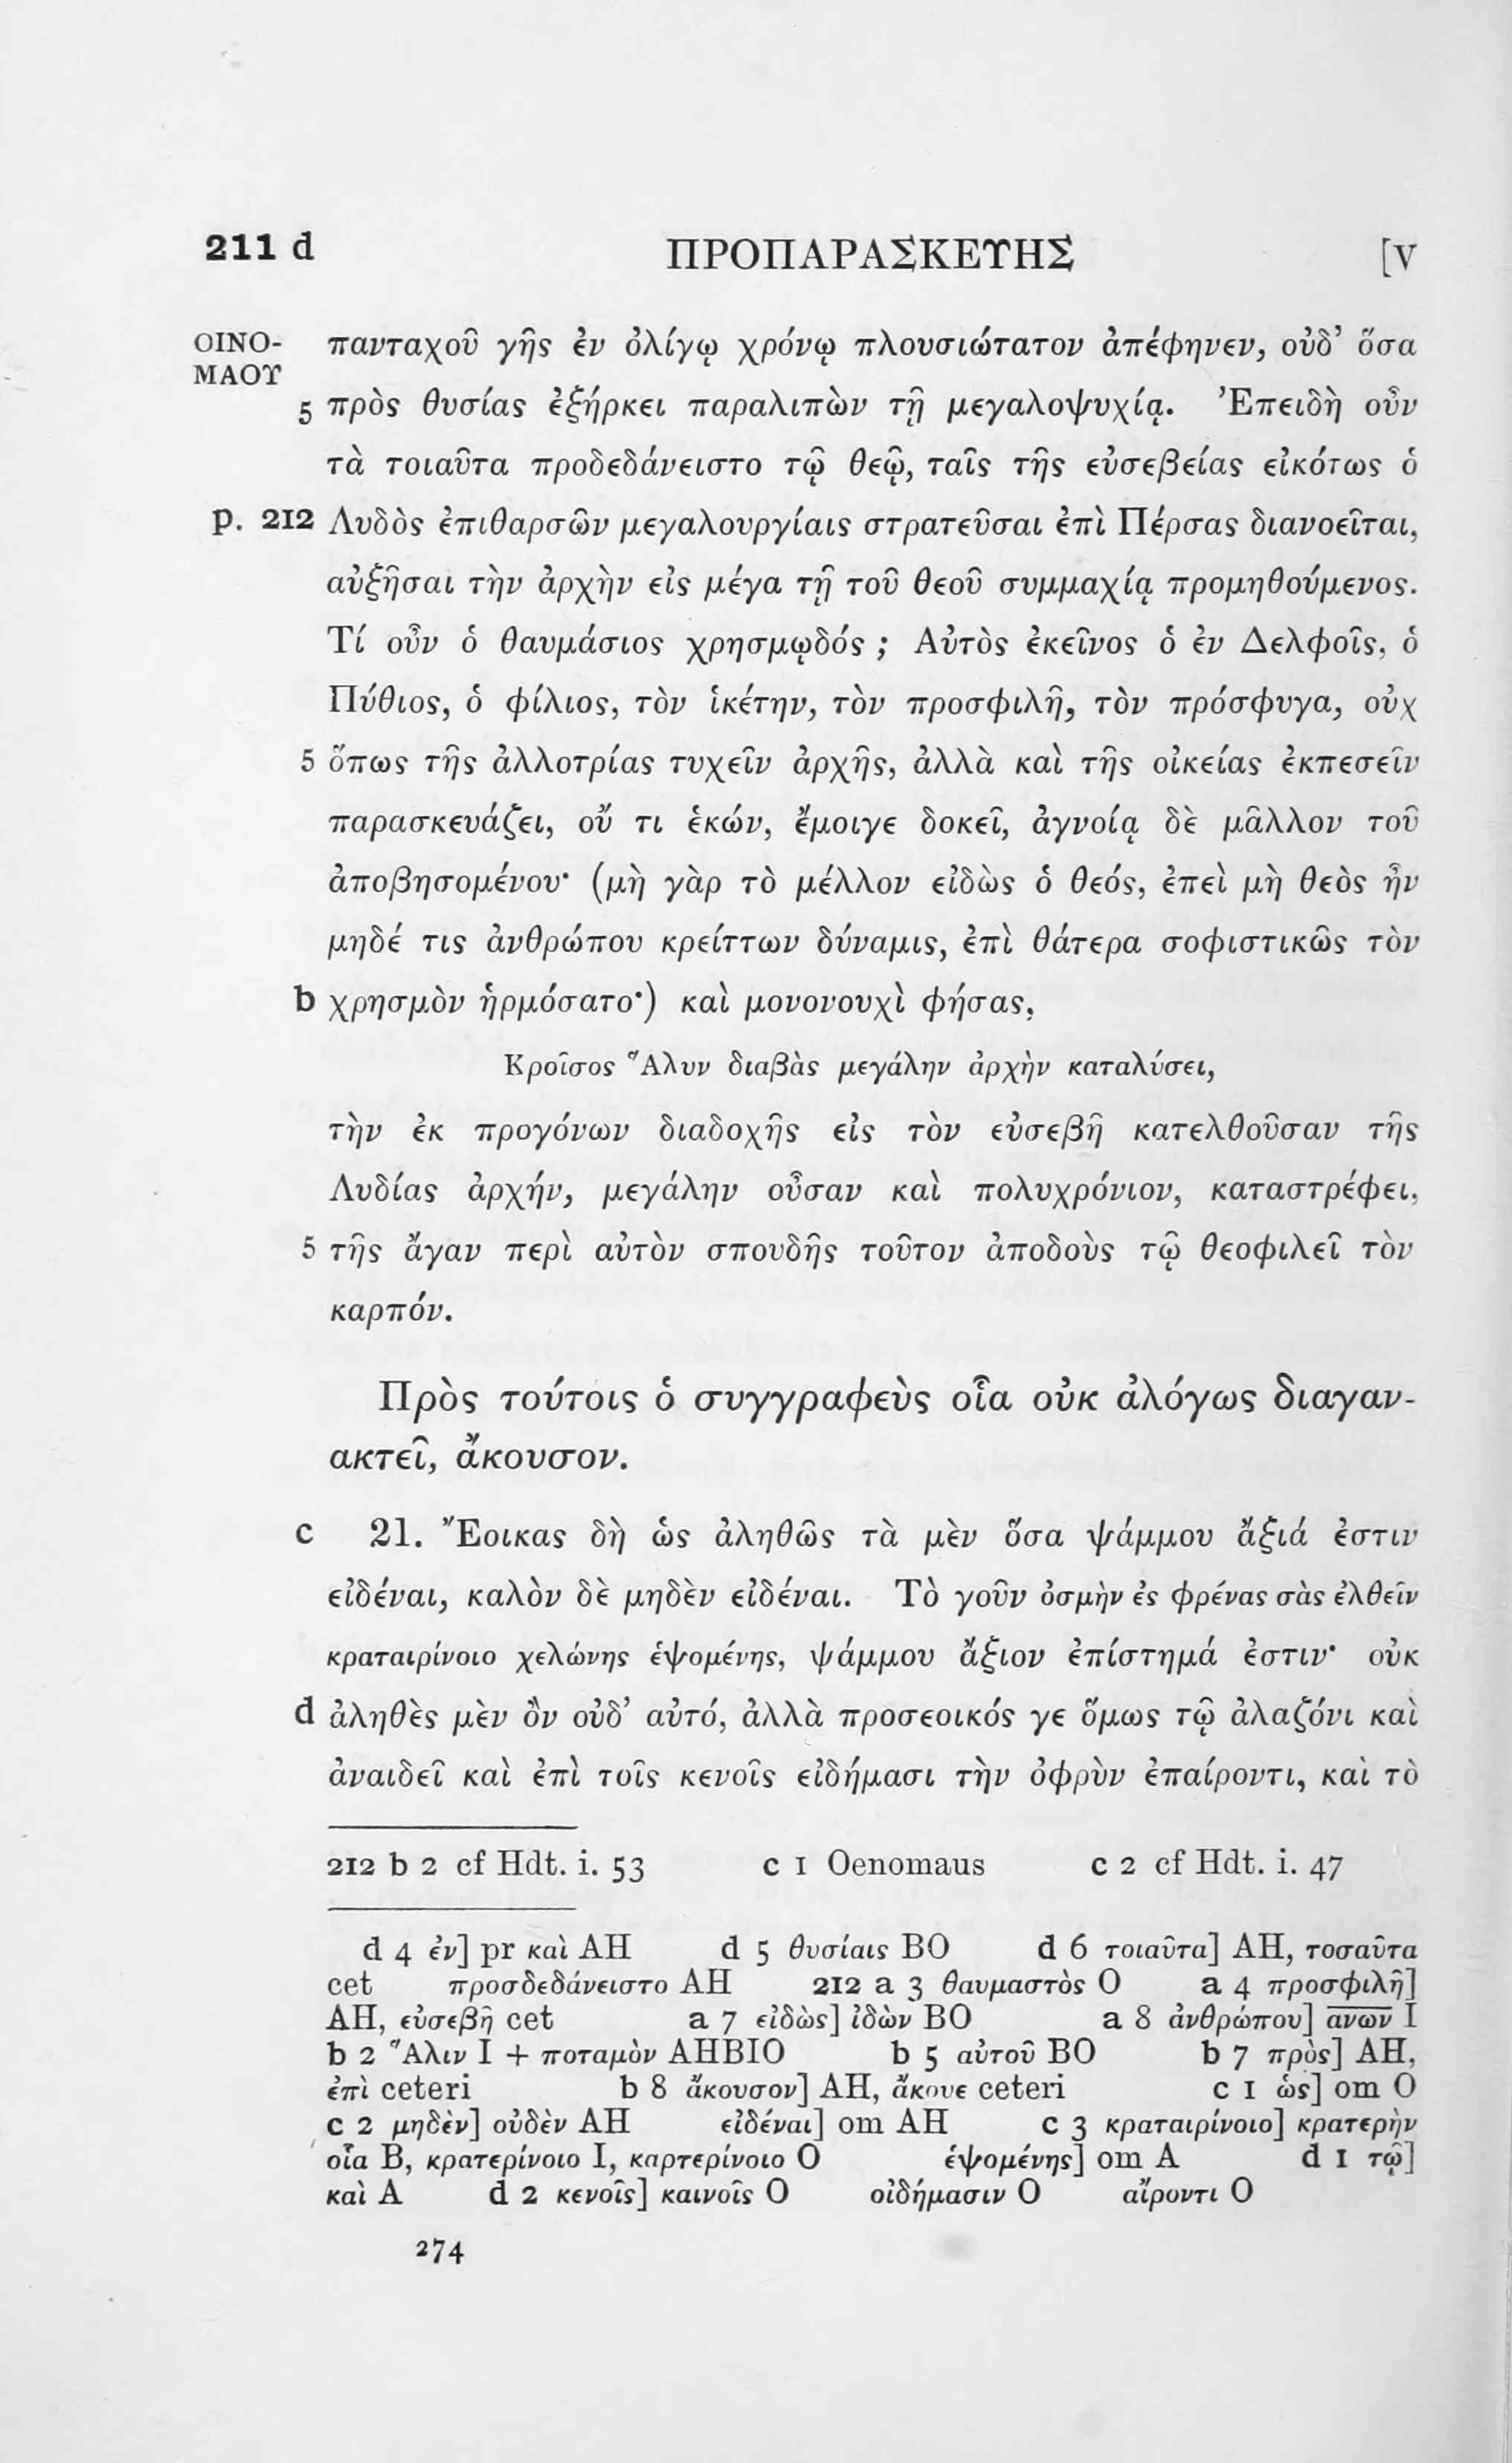 211 d ΠΡΟΠΑΡΑΣΚΕΥΗΣ [V
ΟΙΝΟ- πανταχοῦ γῆς ἐν ὀλίγῳ χρόνῳ πλουσιώτατον ἀπέφηνεν, οὐδ’ ὅσα
ΜΑΟΥ
5 πρὸς θυσίας ἐξήρκει παραλιπὼν τῇ μεγαλοψυχίᾳ. Ἐπειδὴ οὖν
τὰ τοιαῦτα προδεδάνειστο τῷ θεῷ, ταῖς τῆς εὐσεβείας εἰκότως ὁ
p. 212 Λυδὸς ἐπιθαρσῶν μεγαλουργίαις στρατεῦσαι ἐπὶ Πέρσας διανοεῖται,
αὐξῆσαι τὴν ἀρχὴν εἰς μέγα τῇ τοῦ θεοῦ συμμαχίᾳ προμηθούμενος.
Τί οὖν ὁ θαυμάσιος χρησμῳδός ; Αὐτὸς ἐκεῖνος ὁ ἐν Δελφοῖς, ὁ
Πύθιος, ὁ φίλιος, τὸν ἱκέτην, τὸν προσφιλῆ, τὸν πρόσφυγα, οὐχ
5 ὅπως τῆς ἀλλοτρίας τυχεῖν ἀρχῆς, ἀλλὰ καὶ τῆς οἰκείας ἐκπεσεῖν
παρασκευάζει, οὔ τι ἑκών, ἔμοιγε δοκεῖ, ἀγνοίᾳ δὲ μᾶλλον τοῦ
ἀποβησομένου· (μὴ γὰρ τὸ μέλλον εἰδὼς ὁ θεός, ἐπεὶ μὴ θεὸς ἦν
μηδέ τις ἀνθρώπου κρείττων δύναμις, ἐπὶ θάτερα σοφιστικῶς τὸν
b χρησμὸν ἡρμόσατο·) καὶ μονονουχὶ φήσας,
Κροῖσος Ἅλυν διαβὰς μεγάλην ἀρχὴν καταλύσει,
τὴν ἐκ προγόνων διαδοχῆς εἰς τὸν εὐσεβῆ κατελθοῦσαν τῆς
Λυδίας ἀρχήν, μεγάλην οὖσαν καὶ πολυχρόνιον, καταστρέφει,
5 τῆς ἄγαν περὶ αὐτὸν σπουδῆς τοῦτον ἀποδοὺς τῷ θεοφιλεῖ τὸν
καρπόν.
Πρὸς τούτοις ὁ συγγραφεὺς οἷα οὐκ ἀλόγως διαγαν-
ακτεῖ, ἄκουσον.
c 21. Ἔοικας δὴ ὡς ἀληθῶς τὰ μὲν ὅσα ψάμμου ἄξιά ἐστιν
εἰδέναι, καλὸν δὲ μηδὲν εἰδέναι. Τὸ γοῦν ὀσμὴν ἐς φρένας σὰς ἐλθεῖν
κραταιρίνοιο χελώνης ἑψομένης, ψάμμου ἄξιον ἐπίστημά ἐστιν· οὐκ
d ἀληθὲς μὲν ὂν οὐδ’ αὐτό, ἀλλὰ προσεοικός γε ὅμως τῷ ἀλαζόνι καὶ
ἀναιδεῖ καὶ ἐπὶ τοῖς κενοῖς εἰδήμασι τὴν ὀφρὺν ἐπαίροντι, καὶ τὸ
212 b 2 cf Hdt. i. 53 c 1 Oenomaus c 2 cf Hdt. i. 47
d 4 ἐν] pr καὶ AH d 5 θυσίαις BO d 6 τοιαῦτα] AH, τοσαῦτα
cet προσδεδάνειστο AH 212 a 3 θαυμαστὸς O a 4 προσφιλῆ]
AH, εὐσεβῆ cet a 7 εἰδὼς] ἰδὼν BO a 8 ἀνθρώπου] ανων I
b 2 Ἅλιν I + ποταμὸν AHBIO b 5 αὐτοῦ BO b 7 πρὸς] AH,
ἐπὶ ceteri b 8 ἄκουσον] AH, ἄκουε ceteri c 1 ὡς] om O
c 2 μηδὲν] οὐδὲν AH εἰδέναι] om AH c 3 κραταιρίνοιο] κρατερὴν
οἷα B, κρατερίνοιο I, καρτερίνοιο O ἑψομένης] om A d 1 τῷ]
καὶ A d 2 κενοῖς] καινοῖς O οἰδήμασιν O αἴροντι O
274